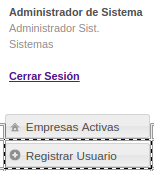 Administrador de Sistema
Administrador Sist.
Sistemas
Cerrar Sesión
Empresas Activas
Registrar Usuario